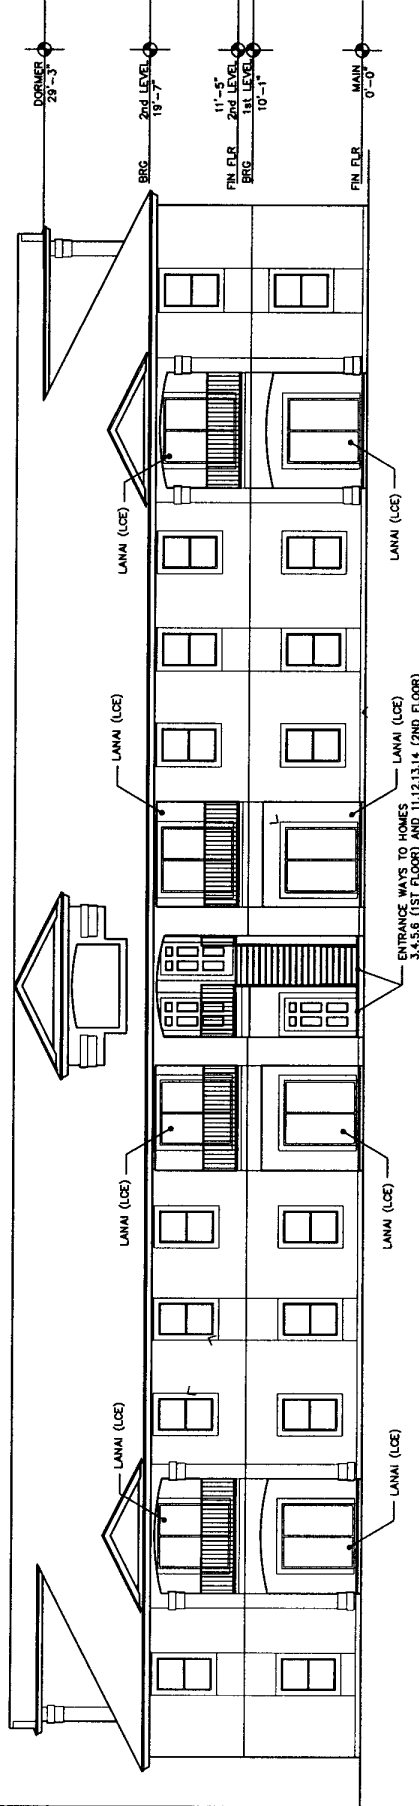 DORMER
29'-3"
LANAI (LCE)
LANAI (LCE)
LANAI (LCE)
LANAI (LCE)
BRG 2nd LEVEL
19'-7"
11'-5"
FIN FLR 2nd LEVEL
BRG 1st LEVEL
10'-1"
FIN FLR MAIN
0'-0"
LANAI (LCE)
LANAI (LCE)
LANAI (LCE)
LANAI (LCE)
ENTRANCE WAYS TO HOMES
3,4,5,6 (1ST FLOOR) AND 11,12,13,14 (2ND FLOOR)